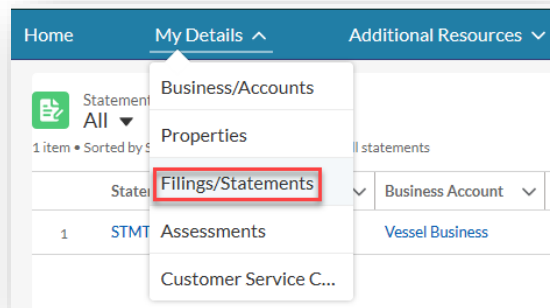 Home My Details Additional Resources
Statement
All
1 item • Sorted by S ll statements
Business/Accounts
Properties
Filings/Statements
Assessments
Customer Service C...
State Business Account
1 STMT Vessel Business